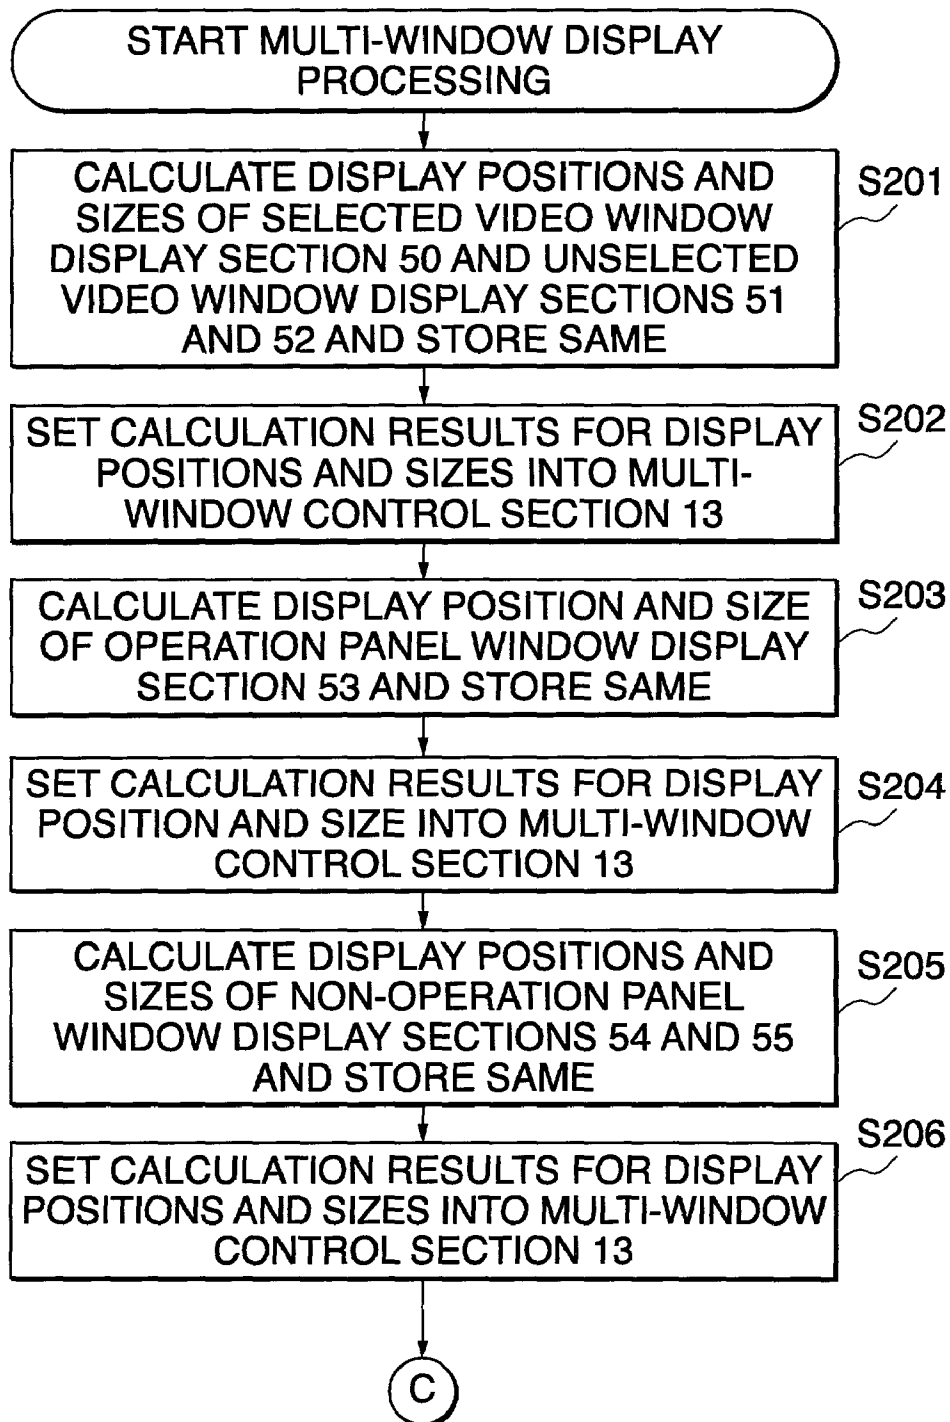 START MULTI-WINDOW DISPLAY
PROCESSING
CALCULATE DISPLAY POSITIONS AND
SIZES OF SELECTED VIDEO WINDOW
DISPLAY SECTION 50 AND UNSELECTED
VIDEO WINDOW DISPLAY SECTIONS 51
AND 52 AND STORE SAME
S201
SET CALCULATION RESULTS FOR DISPLAY
POSITIONS AND SIZES INTO MULTI-
WINDOW CONTROL SECTION 13
S202
CALCULATE DISPLAY POSITION AND SIZE
OF OPERATION PANEL WINDOW DISPLAY
SECTION 53 AND STORE SAME
S203
SET CALCULATION RESULTS FOR DISPLAY
POSITION AND SIZE INTO MULTI-WINDOW
CONTROL SECTION 13
S204
CALCULATE DISPLAY POSITIONS AND
SIZES OF NON-OPERATION PANEL
WINDOW DISPLAY SECTIONS 54 AND 55
AND STORE SAME
S205
SET CALCULATION RESULTS FOR DISPLAY
POSITIONS AND SIZES INTO MULTI-WINDOW
CONTROL SECTION 13
S206
C